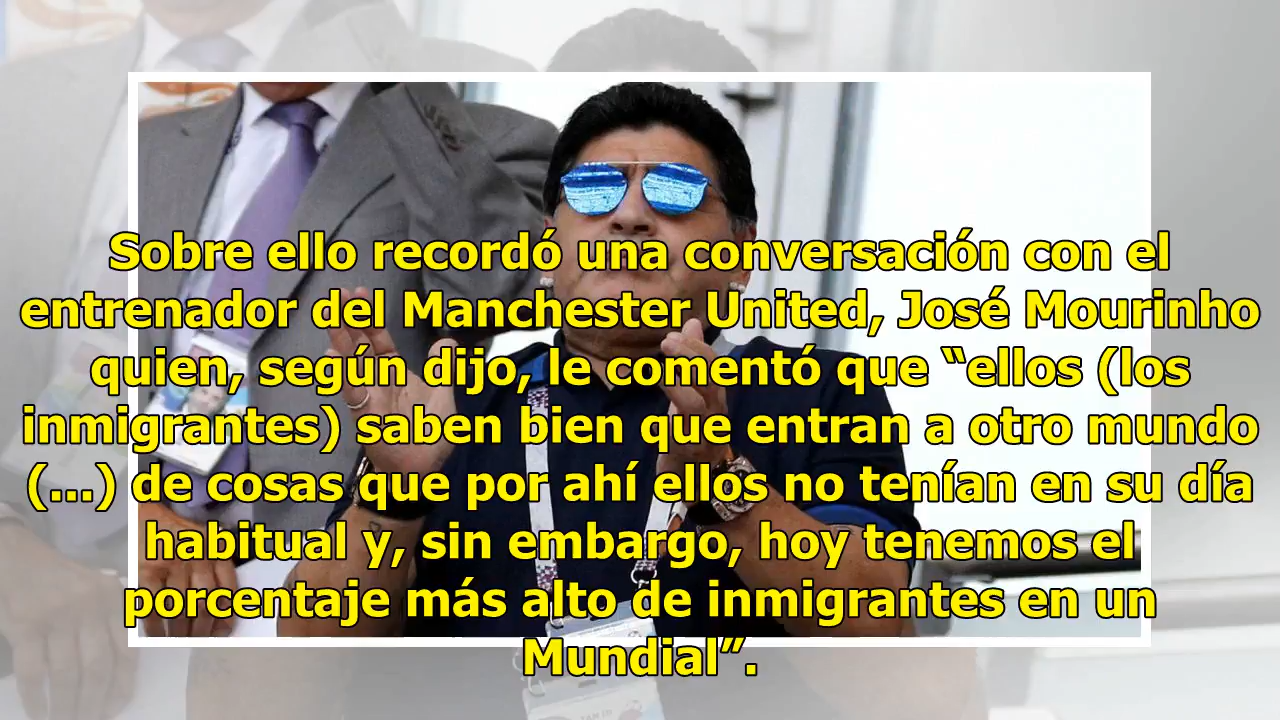 Sobre ello recordó una conversación con el
entrenador del Manchester United, José Mourinho
quien, según dijo, le comentó que “ellos (los
inmigrantes) saben bien que entran a otro mundo
(...) de cosas que por ahí ellos no tenían en su día
habitual y, sin embargo, hoy tenemos el
porcentaje más alto de inmigrantes en un
Mundial”.